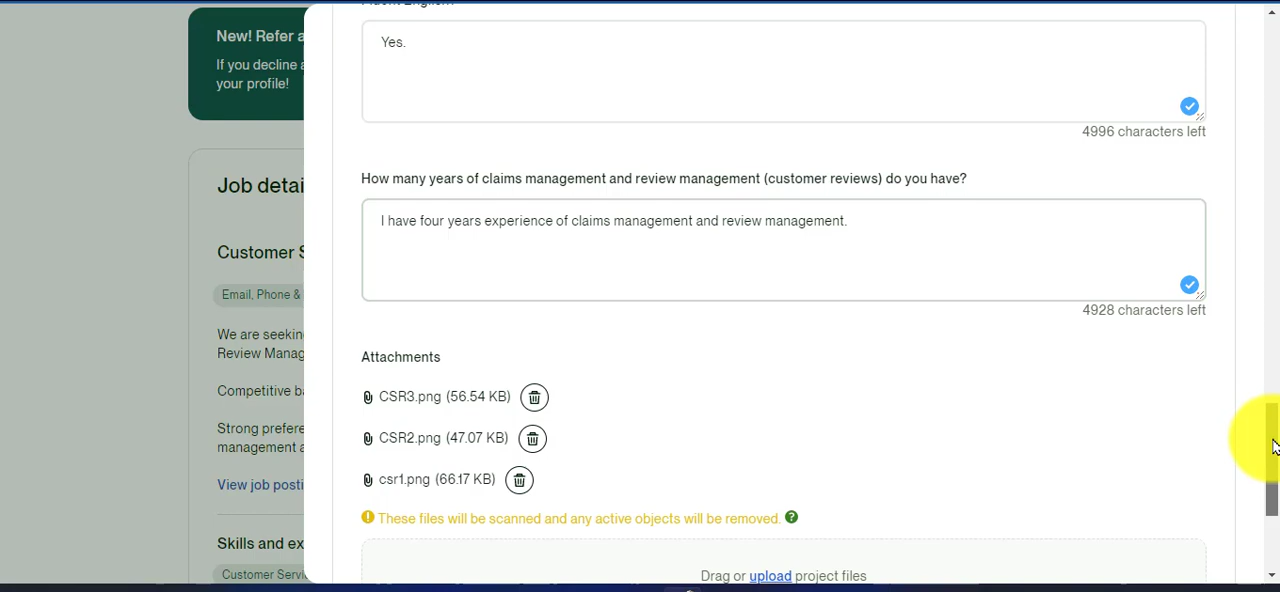 New! Refer a
If you decline a
your profile!
Job detai
Customer S
Email, Phone &
We are seekin
Review Manag
Competitive ba
Strong prefere
management a
View job posti
Skills and ex
Customer Servi
Fluent English?
Yes.
4996 characters left
How many years of claims management and review management (customer reviews) do you have?
I have four years experience of claims management and review management.
4928 characters left
Attachments
CSR3.png (56.54 KB)
CSR2.png (47.07 KB)
csr1.png (66.17 KB)
These files will be scanned and any active objects will be removed.
Drag or upload project files